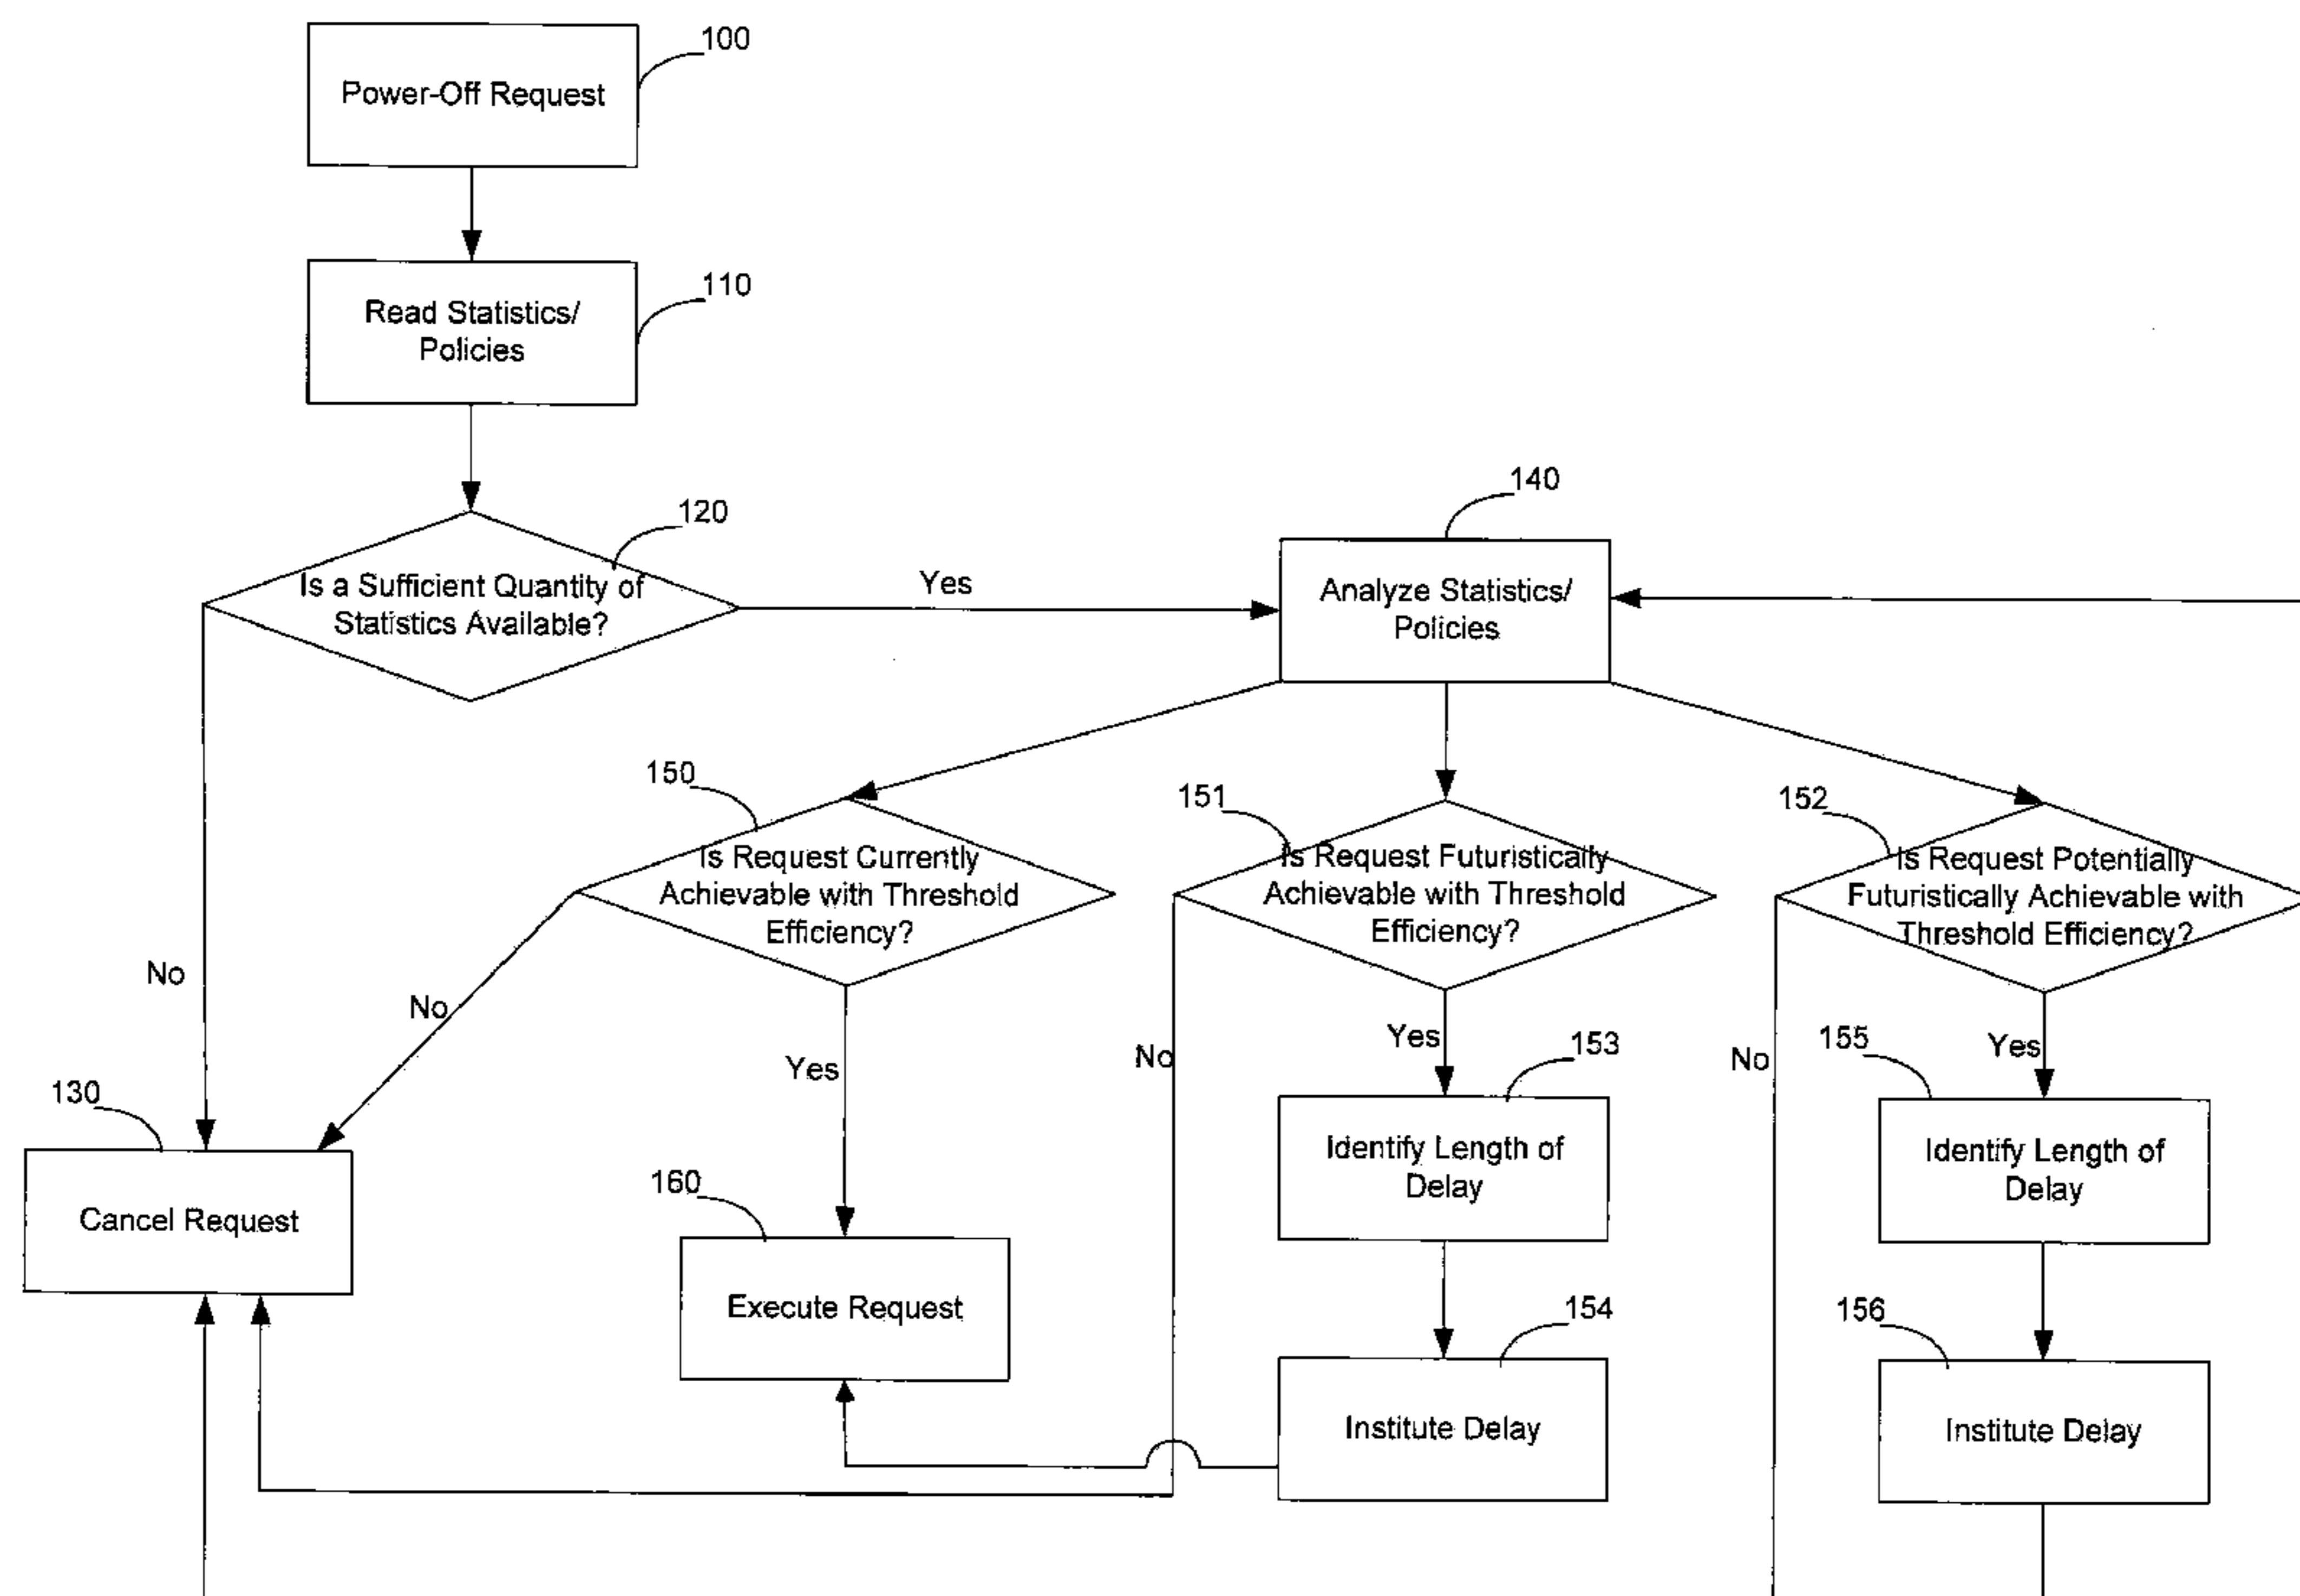 100
Power-Off Request
110
Read Statistics/
Policies
120
Is a Sufficient Quantity of
Statistics Available?
Yes
No
140
Analyze Statistics/
Policies
150
Is Request Currently
Achievable with Threshold
Efficiency?
No
Yes
151
Is Request Futuristically
Achievable with Threshold
Efficiency?
No
Yes
152
Is Request Potentially
Futuristically Achievable with
Threshold Efficiency?
No
Yes
130
Cancel Request
160
Execute Request
153
Identify Length of
Delay
154
Institute Delay
155
Identify Length of
Delay
156
Institute Delay